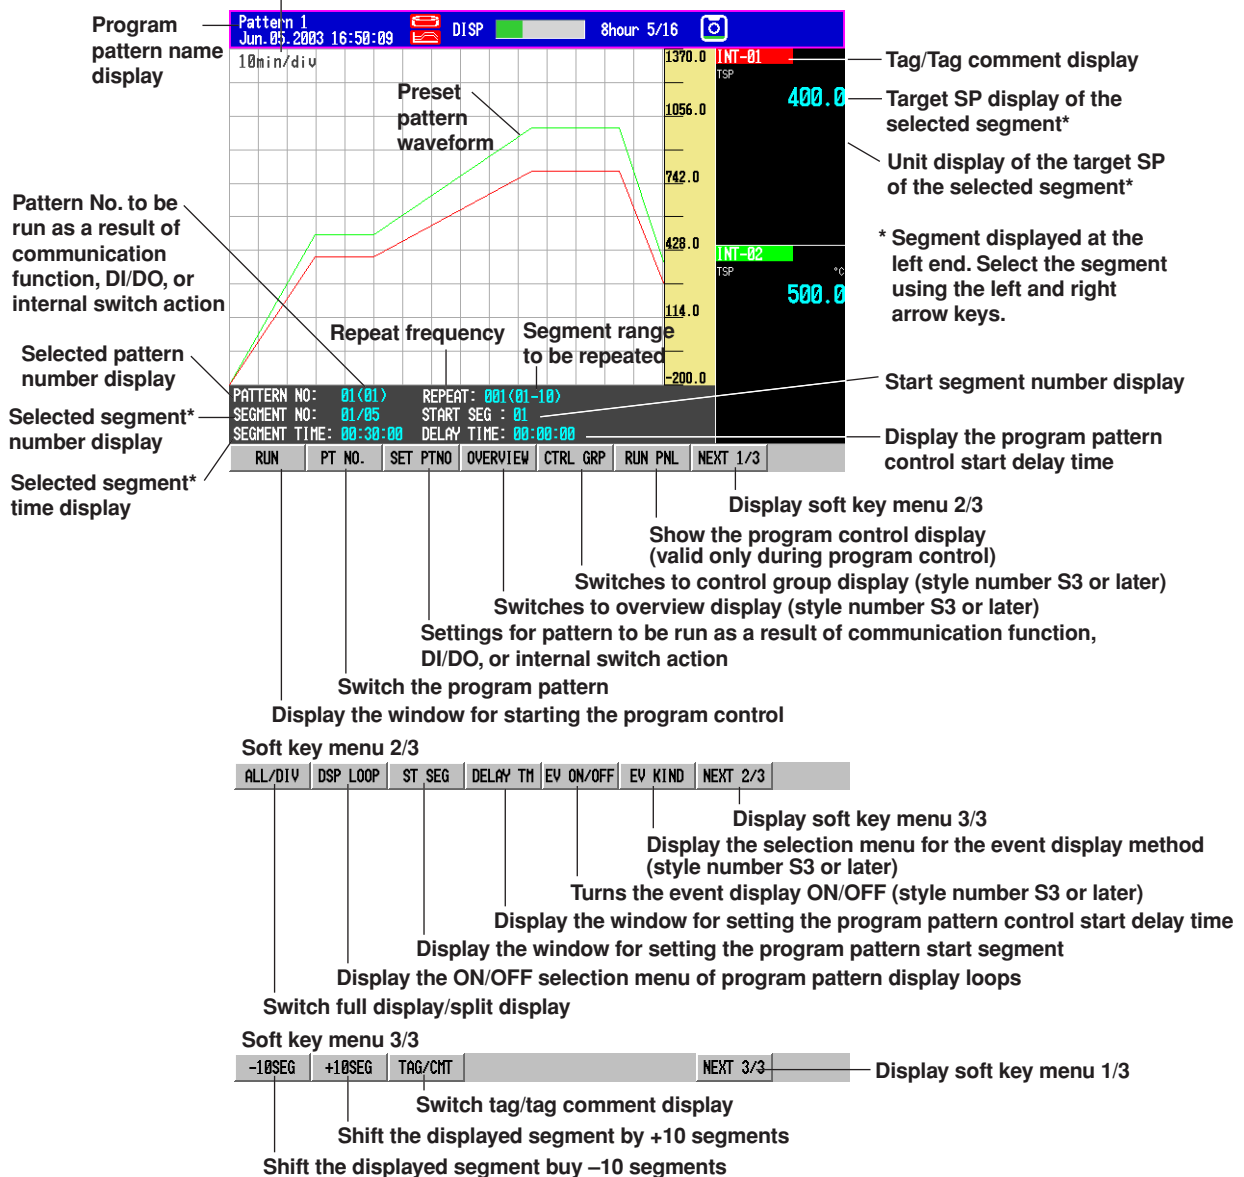 Program
pattern name
display
Pattern 1
Jun.05.2003 16:50:09
DISP
8hour 5/16
10min/div
1370.0
1056.0
742.0
428.0
114.0
-200.0
Preset
pattern
waveform
INT-01
TSP
400.0
INT-02
TSP
°C
500.0
Tag/Tag comment display
Target SP display of the
selected segment*
Unit display of the target SP
of the selected segment*
* Segment displayed at the
left end. Select the segment
using the left and right
arrow keys.
Pattern No. to be
run as a result of
communication
function, DI/DO, or
internal switch action
Repeat frequency
Segment range
to be repeated
Selected pattern
number display
Selected segment*
number display
Selected segment*
time display
PATTERN NO: 01(01) REPEAT: 001(01-10)
SEGMENT NO: 01/05 START SEG : 01
SEGMENT TIME: 00:30:00 DELAY TIME: 00:00:00
Start segment number display
Display the program pattern
control start delay time
RUN PT NO. SET PTNO OVERVIEW CTRL GRP RUN PNL NEXT 1/3
Display soft key menu 2/3
Show the program control display
(valid only during program control)
Switches to control group display (style number S3 or later)
Switches to overview display (style number S3 or later)
Settings for pattern to be run as a result of communication function,
DI/DO, or internal switch action
Switch the program pattern
Display the window for starting the program control
Soft key menu 2/3
ALL/DIV DSP LOOP ST SEG DELAY TM EV ON/OFF EV KIND NEXT 2/3
Display soft key menu 3/3
Display the selection menu for the event display method
(style number S3 or later)
Turns the event display ON/OFF (style number S3 or later)
Display the window for setting the program pattern control start delay time
Display the window for setting the program pattern start segment
Display the ON/OFF selection menu of program pattern display loops
Switch full display/split display
Soft key menu 3/3
-10SEG +10SEG TAG/CMT NEXT 3/3
Display soft key menu 1/3
Switch tag/tag comment display
Shift the displayed segment by +10 segments
Shift the displayed segment buy –10 segments